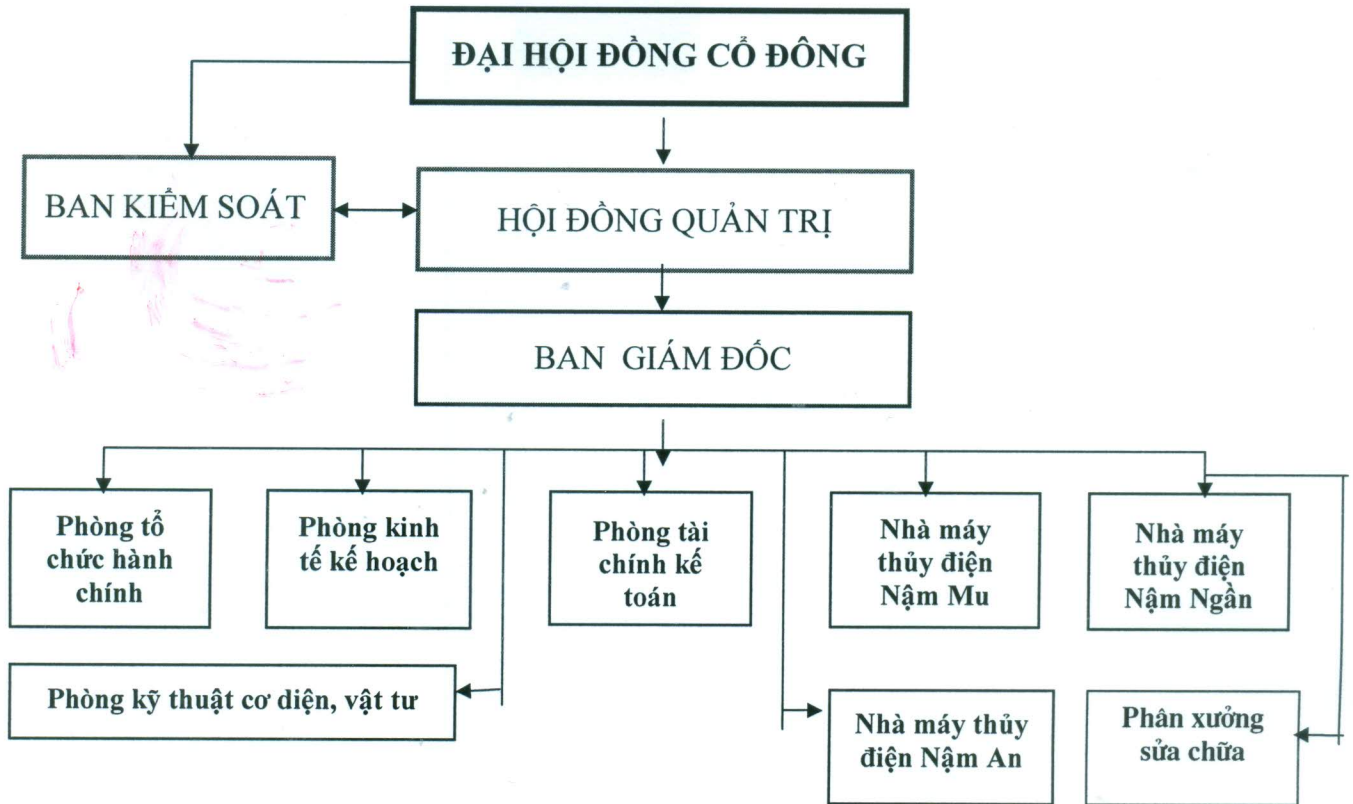 ĐẠI HỘI ĐỒNG CỔ ĐÔNG
BAN KIỂM SOÁT
HỘI ĐỒNG QUẢN TRỊ
BAN GIÁM ĐỐC
Phòng tổ
chức hành
chính
Phòng kinh
tế kế hoạch
Phòng tài
chính kế
toán
Nhà máy
thủy điện
Nậm Mu
Nhà máy
thủy điện
Nậm Ngần
Phòng kỹ thuật cơ diện, vật tư
Nhà máy thủy
điện Nậm An
Phân xưởng
sửa chữa